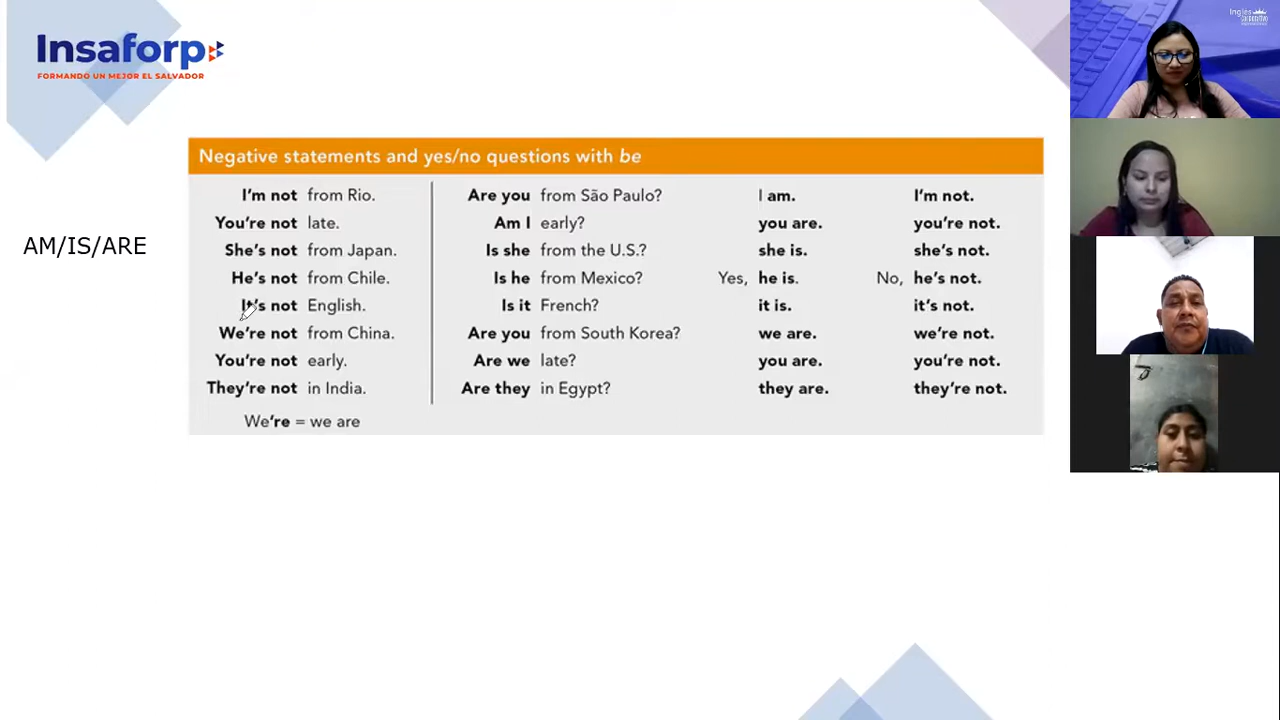 Insaforp
FORMANDO UN MEJOR EL SALVADOR
Negative statements and yes/no questions with be
AM/IS/ARE
I'm not from Rio. Are you from São Paulo? I am. I'm not.
You're not late. Am I early? you are. you're not.
She's not from Japan. Is she from the U.S.? she is. she's not.
He's not from Chile. Is he from Mexico? Yes, he is. No, he's not.
It's not English. Is it French? it is. it's not.
We're not from China. Are you from South Korea? we are. we're not.
You're not early. Are we late? you are. you're not.
They're not in India. Are they in Egypt? they are. they're not.
We're = we are
Inglés